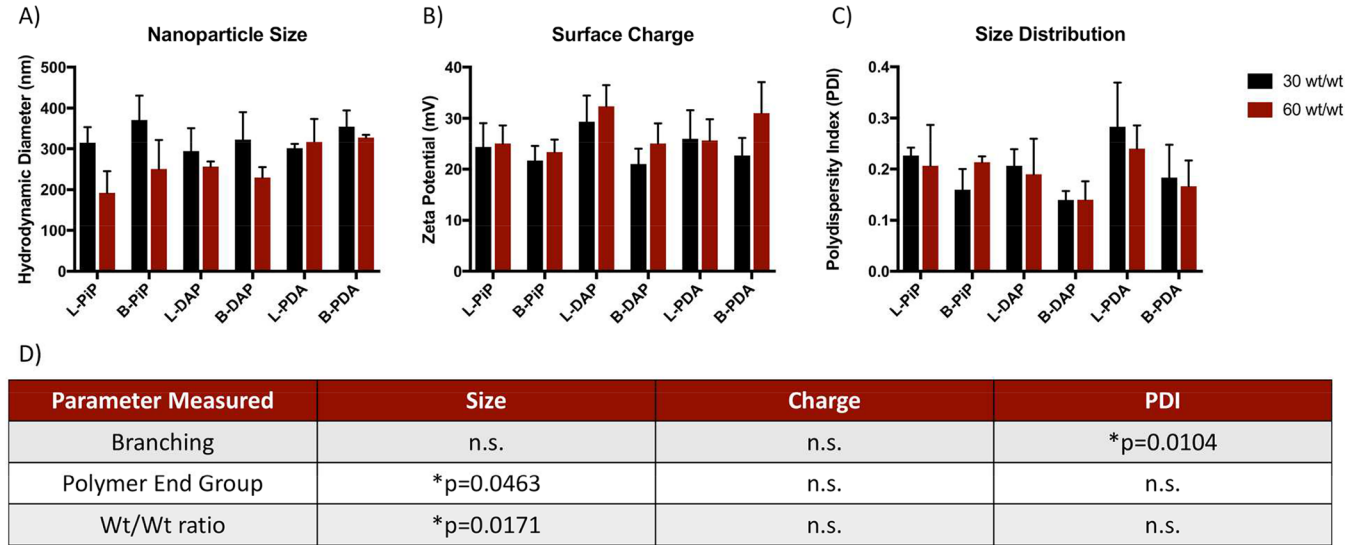 A)
Nanoparticle Size
Hydrodynamic Diameter (nm)
500
400
300
200
100
0
L-PiP
B-PiP
L-DAP
B-DAP
L-PDA
B-PDA
B)
Surface Charge
Zeta Potential (mV)
40
30
20
10
0
L-PiP
B-PiP
L-DAP
B-DAP
L-PDA
B-PDA
C)
Size Distribution
Polydispersity Index (PDI)
0.4
0.3
0.2
0.1
0.0
L-PiP
B-PiP
L-DAP
B-DAP
L-PDA
B-PDA
30 wt/wt
60 wt/wt
D)
Parameter Measured Size Charge PDI
Branching n.s. n.s. *p=0.0104
Polymer End Group *p=0.0463 n.s. n.s.
Wt/Wt ratio *p=0.0171 n.s. n.s.